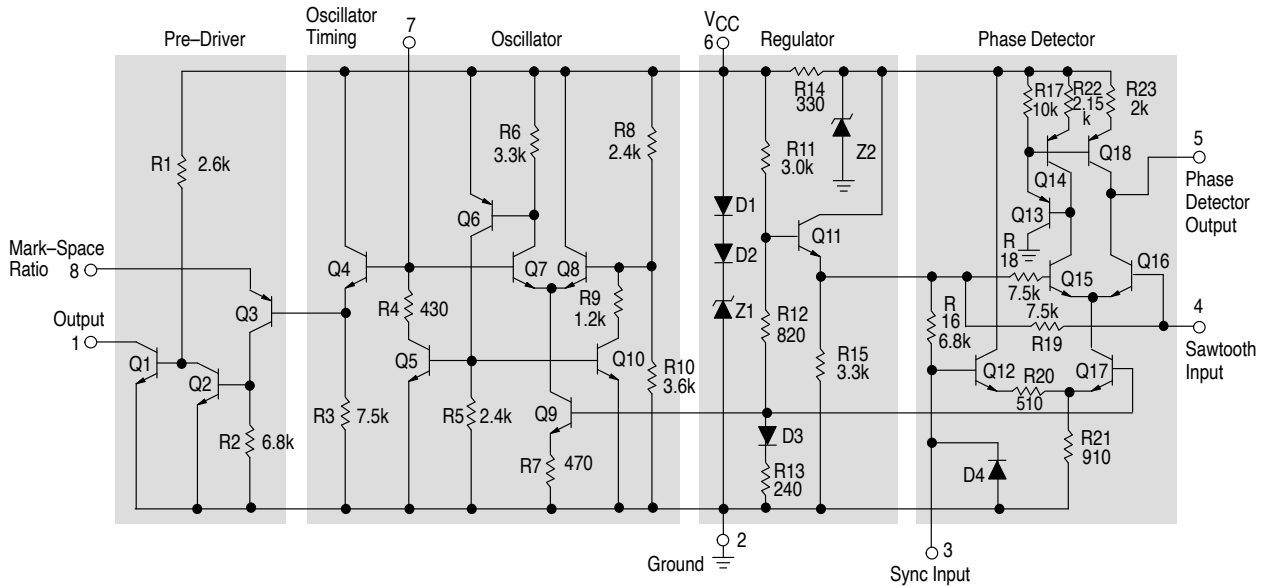 Oscillator
Timing
7
VCC
6
Pre–Driver
Oscillator
Regulator
Phase Detector
R1
2.6k
R6
3.3k
R8
2.4k
R14
330
R11
3.0k
Z2
R17
10k
R22
2.15
k
R23
2k
5
Phase
Detector
Output
Q18
Q14
Q13
Mark–Space
Ratio
8
Q3
Q4
Q6
Q7
Q8
D1
D2
Z1
Q11
R
18
7.5k
Q15
Q16
Output
1
R4
430
R9
1.2k
R12
820
R
16
6.8k
7.5k
R19
4
Sawtooth
Input
Q1
Q2
Q5
Q10
R10
3.6k
R15
3.3k
Q12
R20
510
Q17
R2
6.8k
R3
7.5k
R5
2.4k
Q9
R7
470
D3
R13
240
D4
R21
910
2
Ground
3
Sync Input